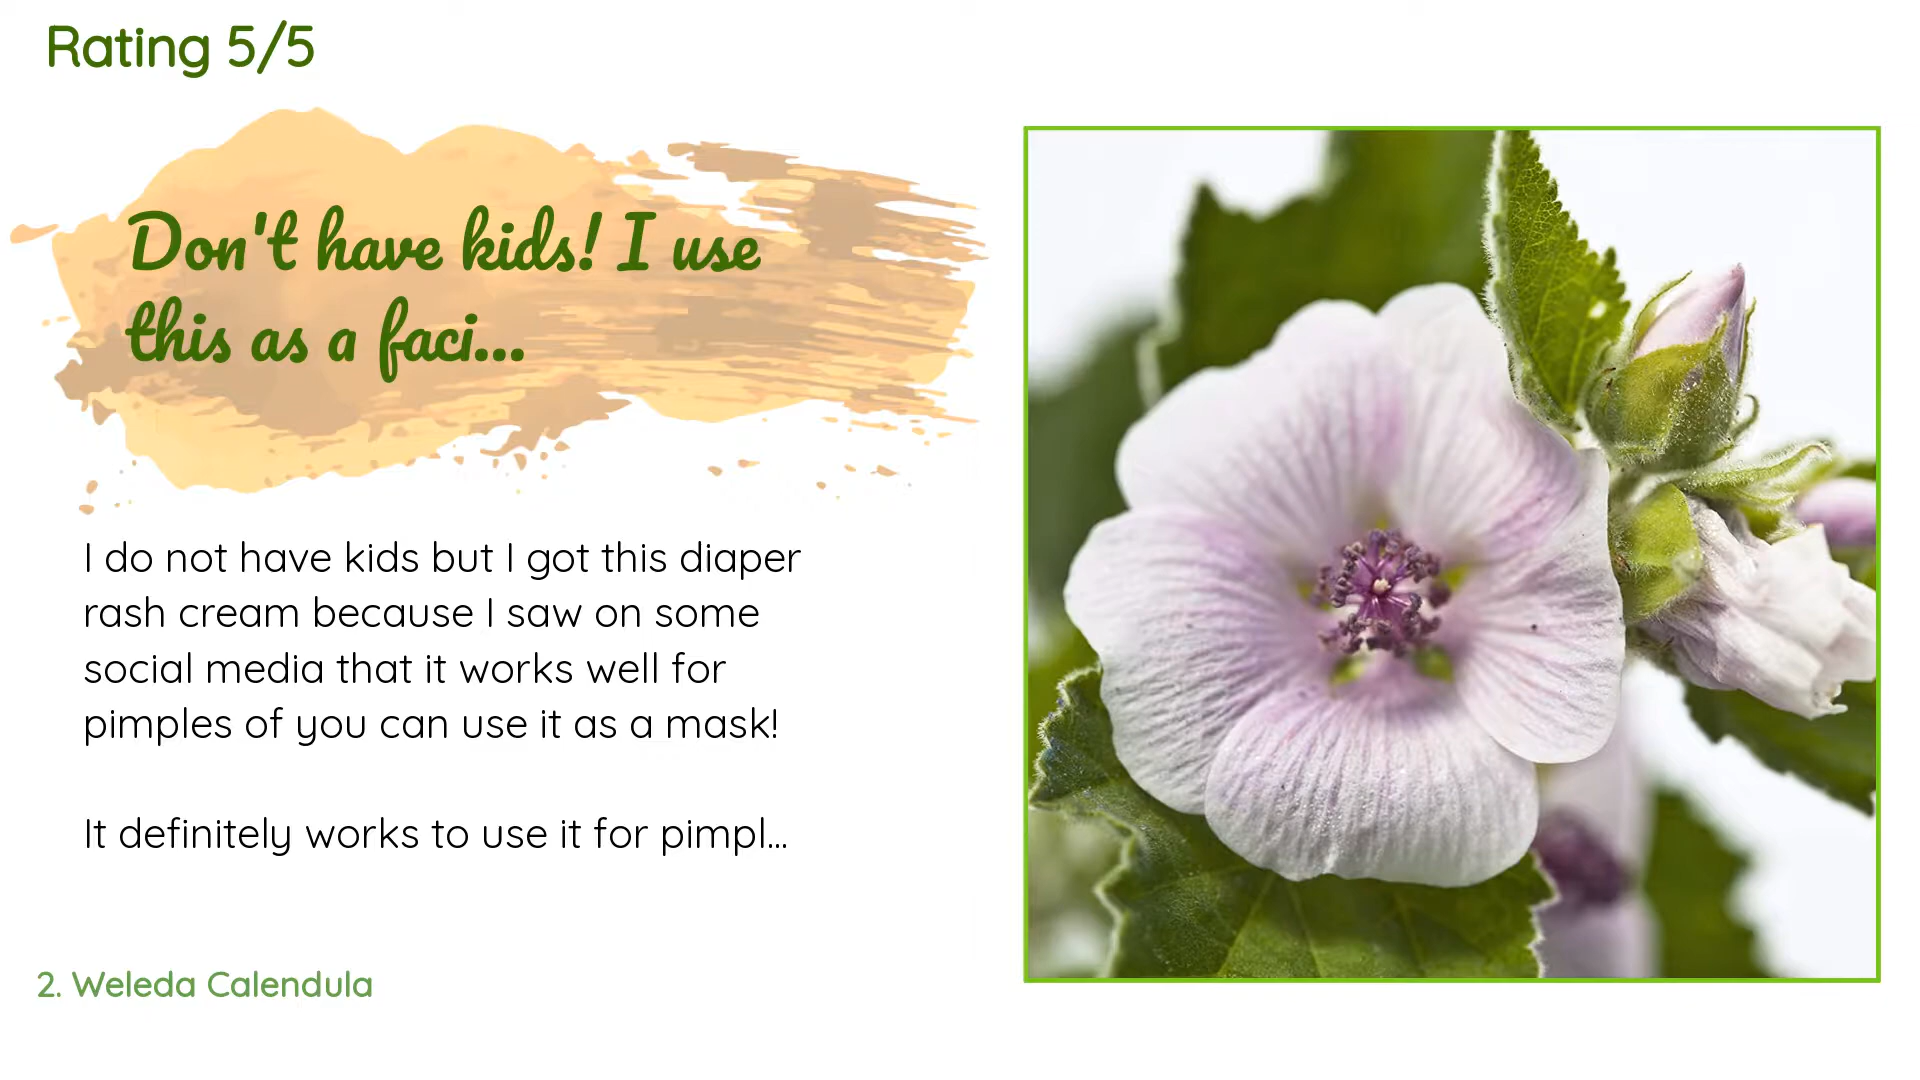 Rating 5/5
Don't have kids! I use
this as a faci...
I do not have kids but I got this diaper
rash cream because I saw on some
social media that it works well for
pimples of you can use it as a mask!
It definitely works to use it for pimpl...
2. Weleda Calendula